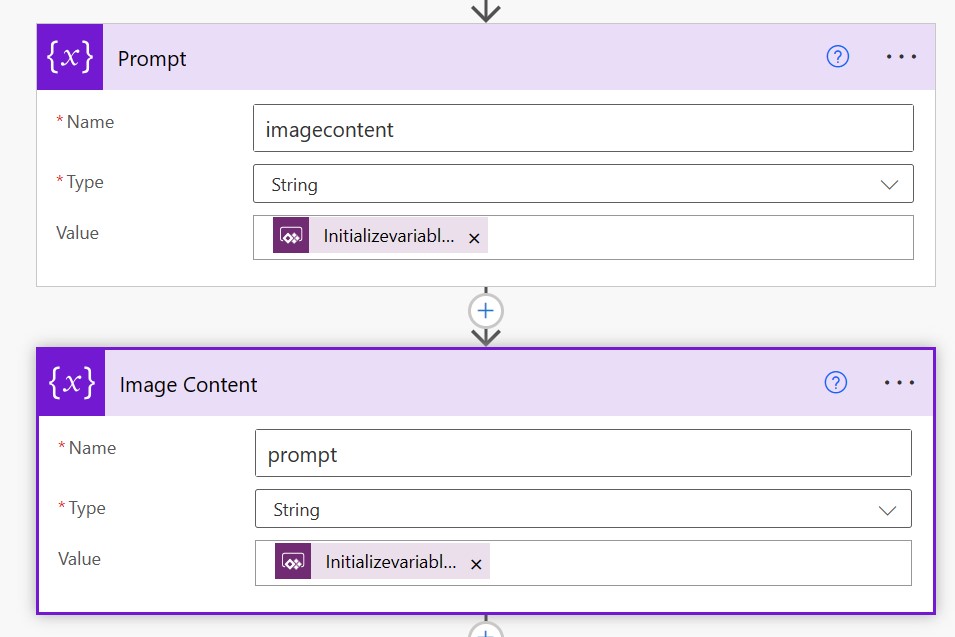 {x} Prompt ? ...
* Name imagecontent
* Type String
Value Initializevariabl... ×
+
{x} Image Content ? ...
* Name prompt
* Type String
Value Initializevariabl... ×
+